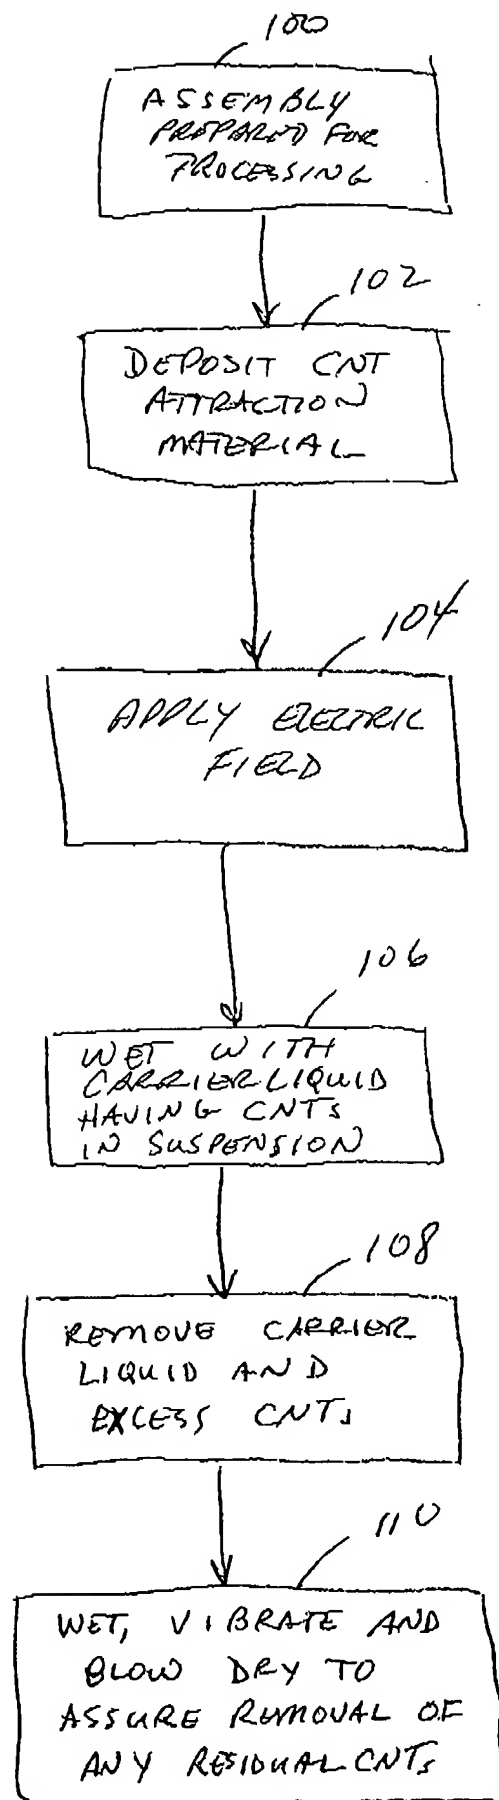 100
ASSEMBLY
PREPARED FOR
PROCESSING
102
DEPOSIT CNT
ATTRACTION
MATERIAL
104
APPLY ELECTRIC
FIELD
106
WET WITH
CARRIER LIQUID
HAVING CNTs
IN SUSPENSION
108
REMOVE CARRIER
LIQUID AND
EXCESS CNTs
110
WET, VIBRATE AND
BLOW DRY TO
ASSURE REMOVAL OF
ANY RESIDUAL CNTs